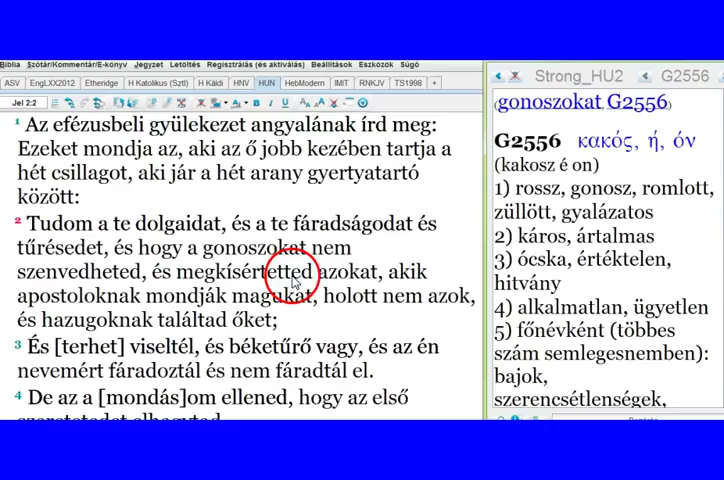 Biblia Szótár/Kommentár/E-könyv Jegyzet Letöltés Regisztrálás (és aktiválás) Beállítások Eszközök Súgó
ASV EngLXX2012 Etheridge H Katolikus (Sztl) H Káldi HNV HUN HebModern IMIT RNKJV TS1998 +
Jel 2:2
1 Az efézusbeli gyülekezet angyalának írd meg:
Ezeket mondja az, aki az ő jobb kezében tartja a
hét csillagot, aki jár a hét arany gyertyatartó
között:
2 Tudom a te dolgaidat, és a te fáradságodat és
tűrésedet, és hogy a gonoszokat nem
szenvedheted, és megkísértetted azokat, akik
apostoloknak mondják magukat, holott nem azok,
és hazugoknak találtad őket;
3 És [terhet] viseltél, és béketűrő vagy, és az én
nevemért fáradoztál és nem fáradtál el.
4 De az a [mondás]om ellened, hogy az első
szeretetedet elhagytad
Strong_HU2 G2556
(gonoszokat, G2556)
G2556 κακός, ή, όν
(kakosz é on)
1) rossz, gonosz, romlott,
züllött, gyalázatos
2) káros, ártalmas
3) ócska, értéktelen,
hitvány
4) alkalmatlan, ügyetlen
5) főnévként (többes
szám semlegesnemben):
bajok,
szerencsétlenségek,